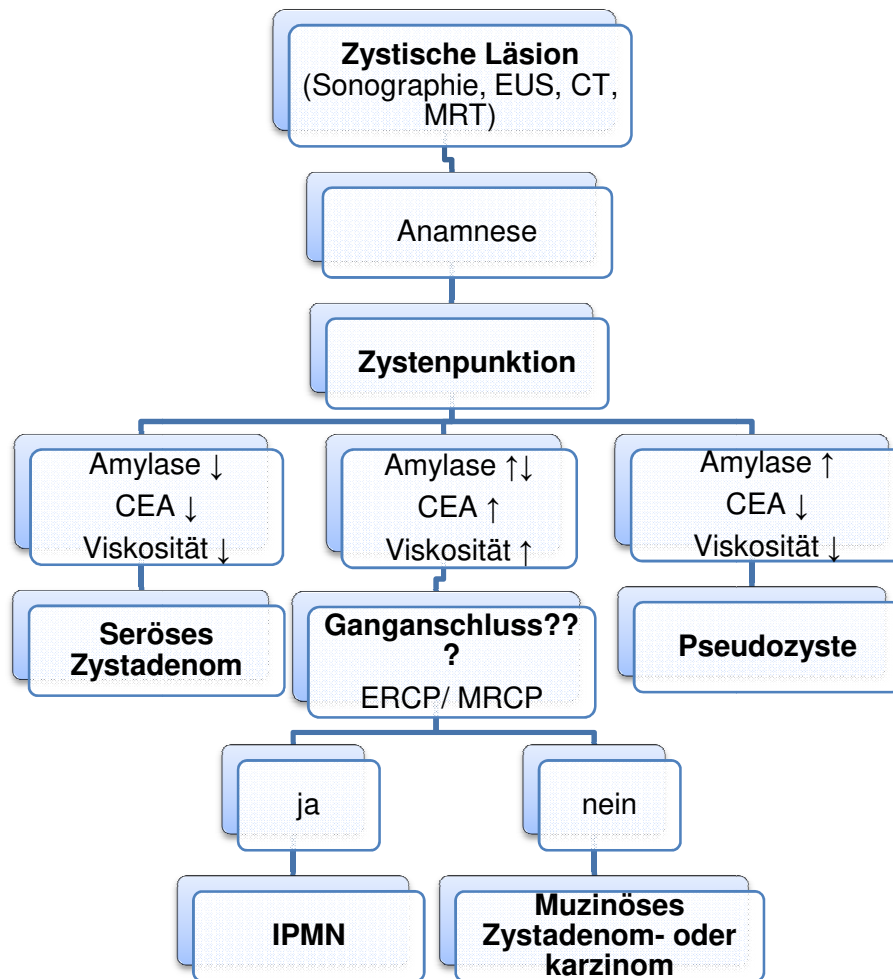 Zystische Läsion
(Sonographie, EUS, CT,
MRT)
Anamnese
Zystenpunktion
Amylase ↓
CEA ↓
Viskosität ↓
Amylase ↑↓
CEA ↑
Viskosität ↑
Amylase ↑
CEA ↓
Viskosität ↓
Seröses
Zystadenom
Ganganschluss??
?
ERCP/ MRCP
Pseudozyste
ja
nein
IPMN
Muzinöses
Zystadenom- oder
karzinom